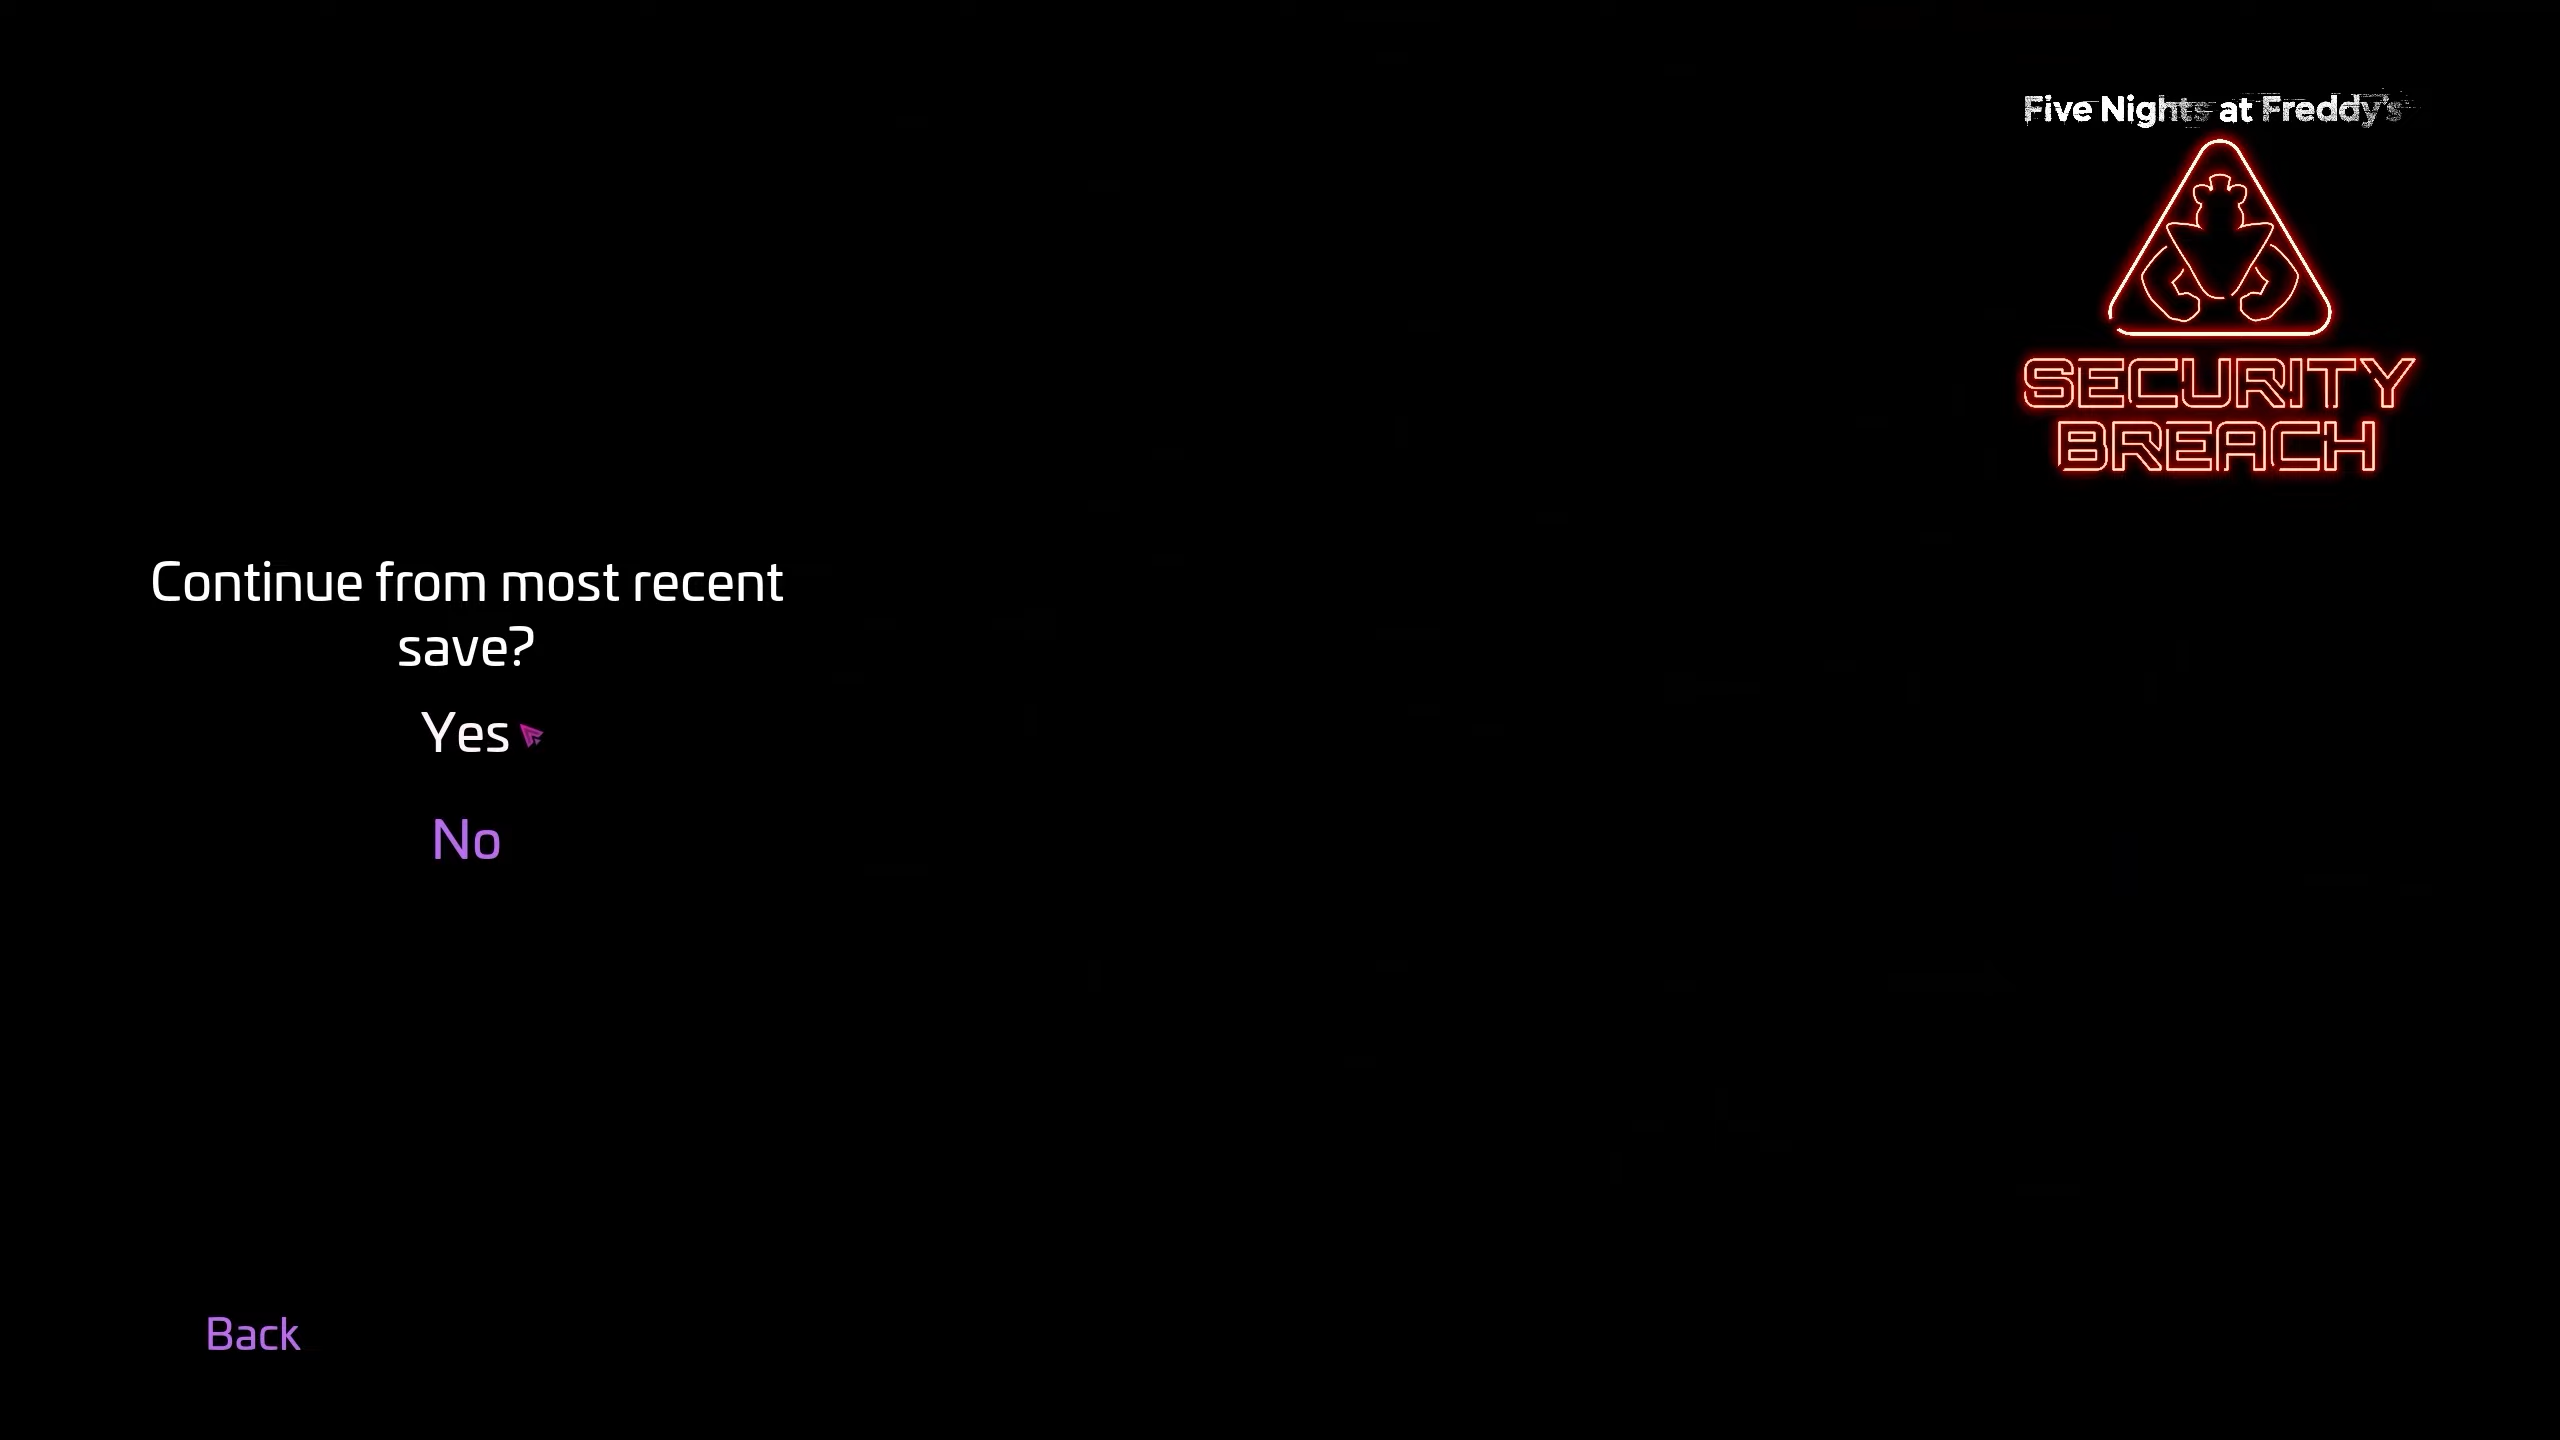 Five Nights at Freddy's
SECURITY
BREACH
Continue from most recent
save?
Yes
No
Back